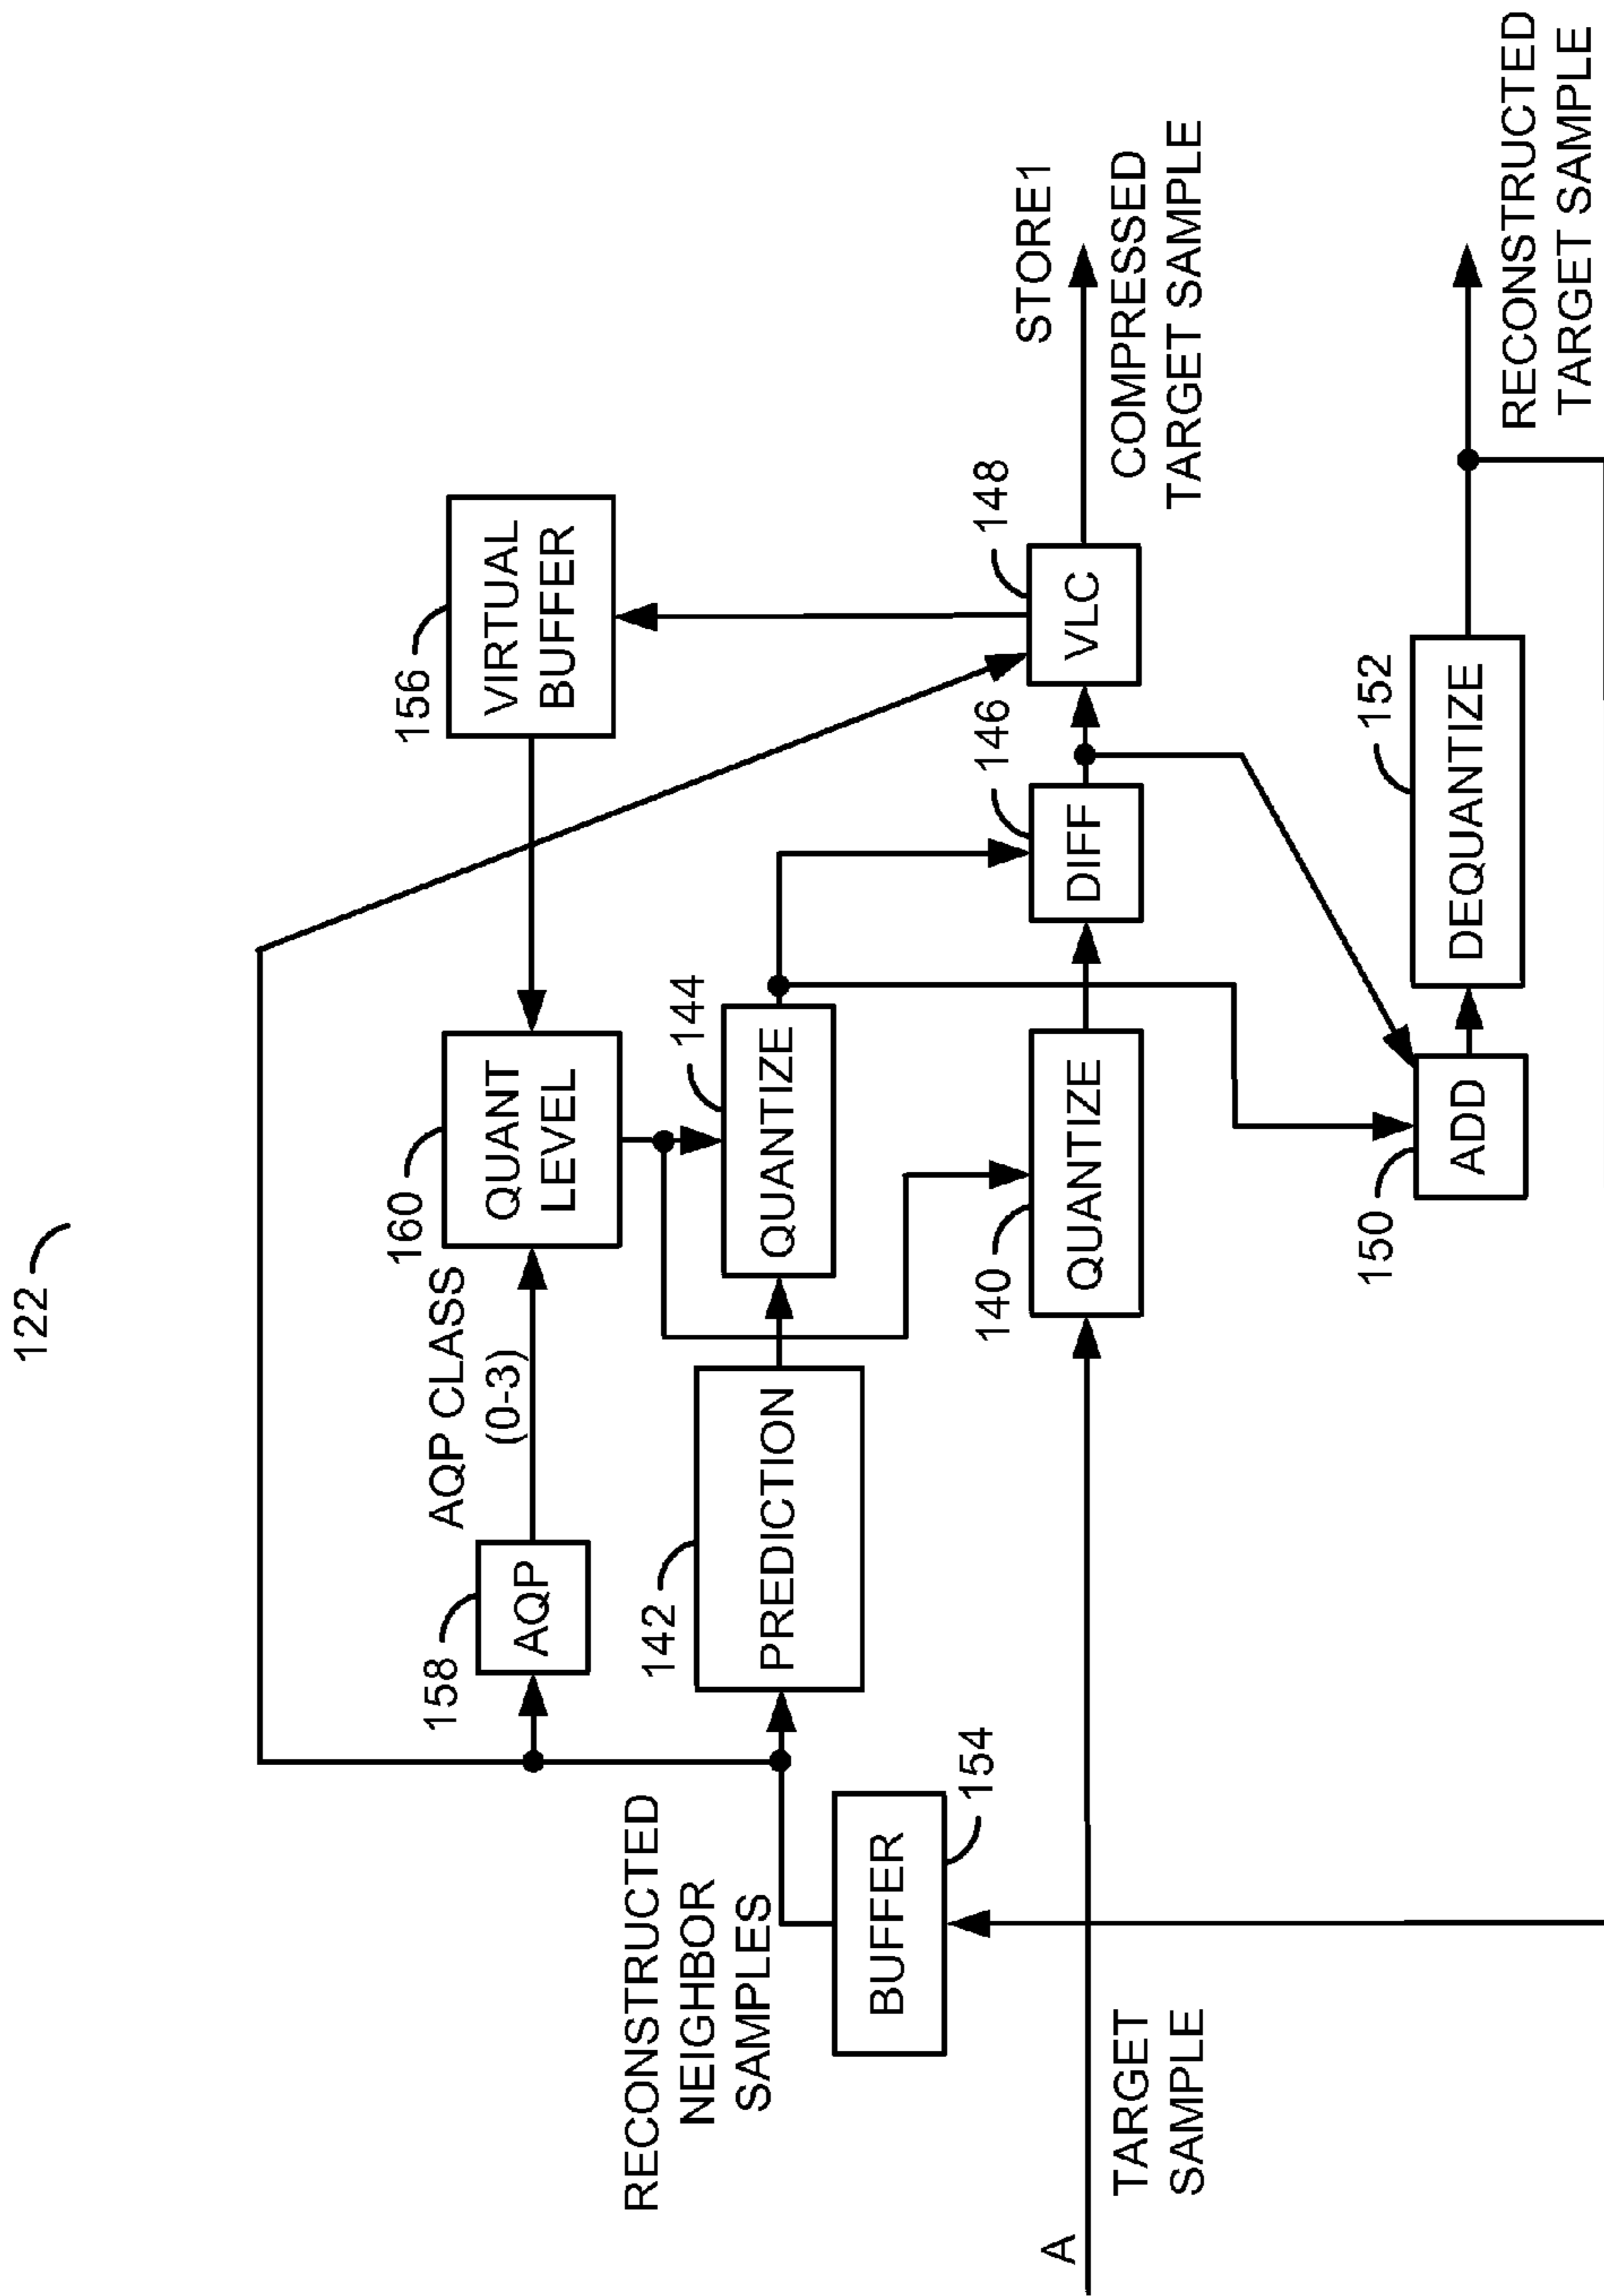 122
156
VIRTUAL
BUFFER
160
QUANT
LEVEL
AQP CLASS
(0-3)
158
AQP
RECONSTRUCTED
NEIGHBOR
SAMPLES
142
PREDICTION
144
QUANTIZE
BUFFER
154
A
TARGET
SAMPLE
140
QUANTIZE
146
DIFF
148
VLC
STORE1
COMPRESSED
TARGET SAMPLE
150
ADD
152
DEQUANTIZE
RECONSTRUCTED
TARGET SAMPLE